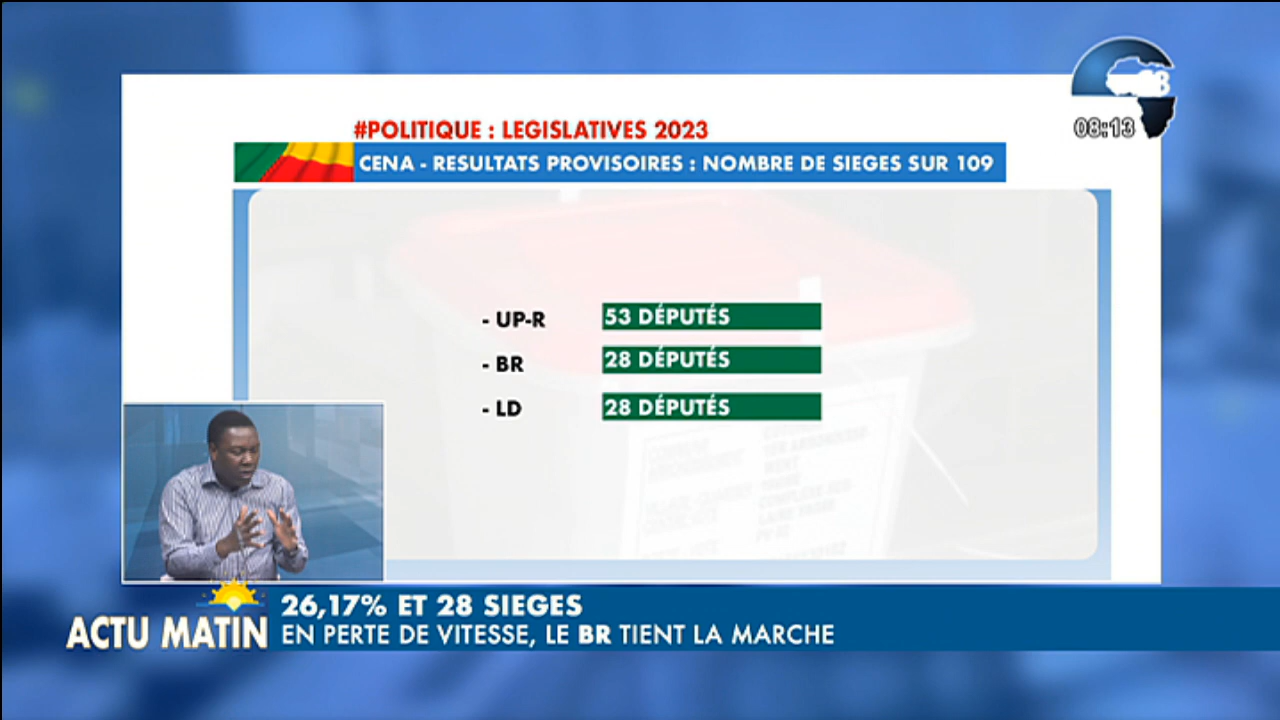 08:13
#POLITIQUE : LEGISLATIVES 2023
CENA - RESULTATS PROVISOIRES : NOMBRE DE SIEGES SUR 109
- UP-R 53 DÉPUTÉS
- BR 28 DÉPUTÉS
- LD 28 DÉPUTÉS
ACTU MATIN
26,17% ET 28 SIEGES
EN PERTE DE VITESSE, LE BR TIENT LA MARCHE